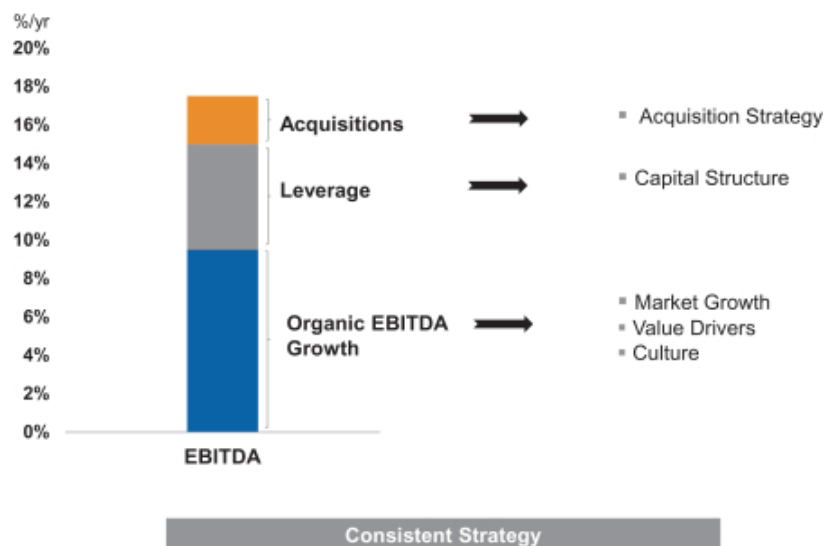 %/yr
20%
18%
16%
14%
12%
10%
8%
6%
4%
2%
0%
EBITDA
Acquisitions
Leverage
Organic EBITDA
Growth
▪ Acquisition Strategy
▪ Capital Structure
▪ Market Growth
▪ Value Drivers
▪ Culture
Consistent Strategy